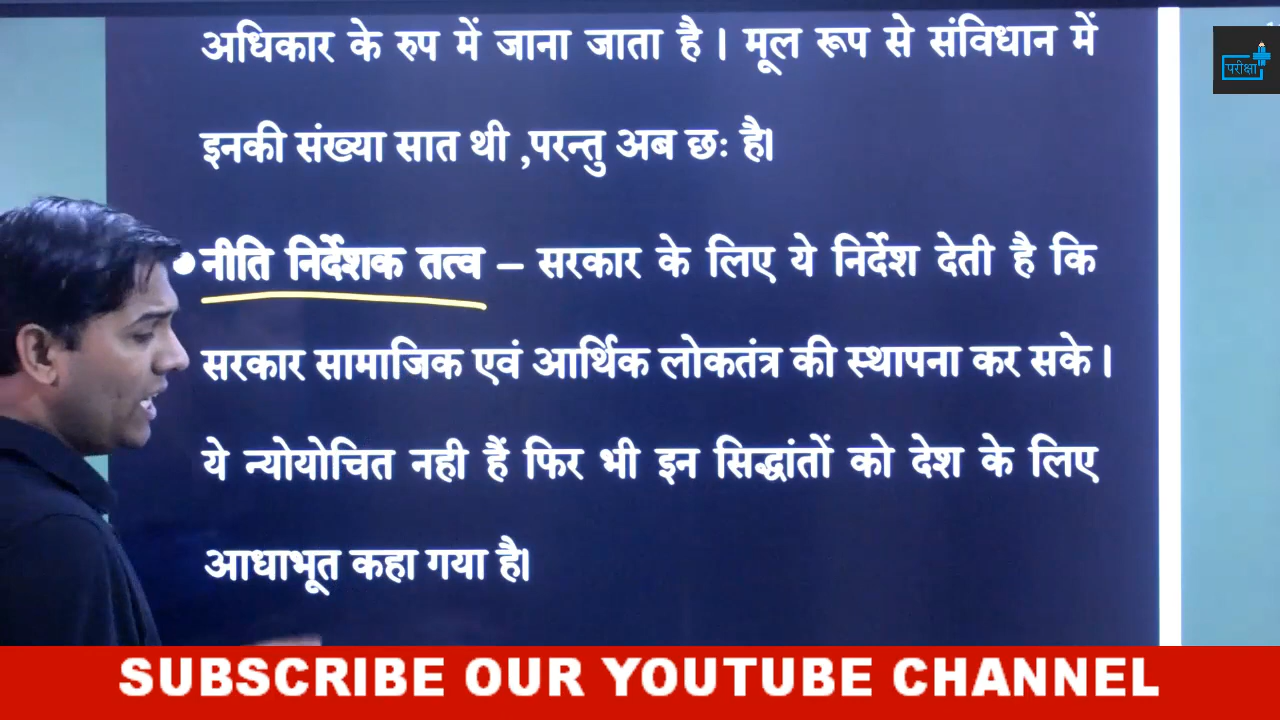 अधिकार के रुप में जाना जाता है। मूल रूप से संविधान में
परीक्षा
इनकी संख्या सात थी ,परन्तु अब छः है।
नीति निर्देशक तत्व – सरकार के लिए ये निर्देश देती है कि
सरकार सामाजिक एवं आर्थिक लोकतंत्र की स्थापना कर सके।
ये न्योयोचित नही हैं फिर भी इन सिद्धांतों को देश के लिए
आधाभूत कहा गया है।
SUBSCRIBE OUR YOUTUBE CHANNEL